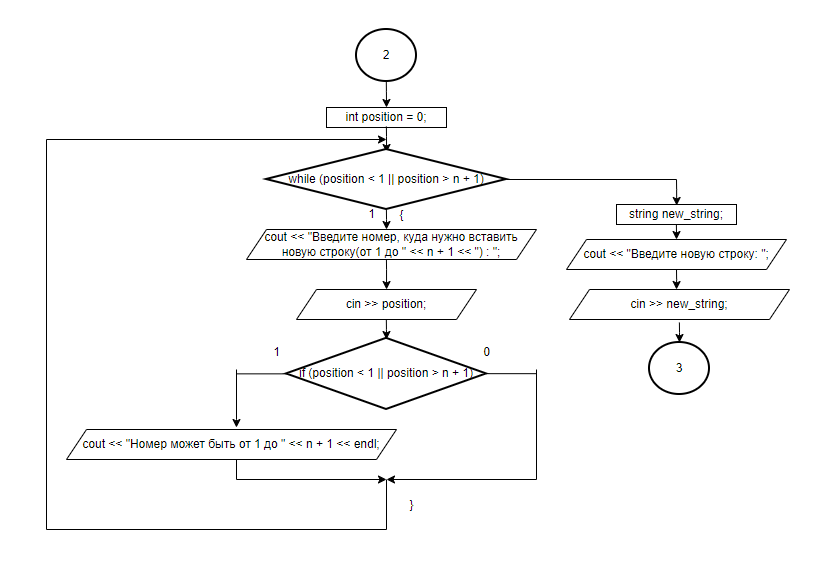 2
int position = 0;
while (position < 1 || position > n + 1)
1 {
cout << "Введите номер, куда нужно вставить
новую строку(от 1 до " << n + 1 << ") : ";
cin >> position;
if (position < 1 || position > n + 1)
1
0
cout << "Номер может быть от 1 до " << n + 1 << endl;
}
string new_string;
cout << "Введите новую строку: ";
cin >> new_string;
3